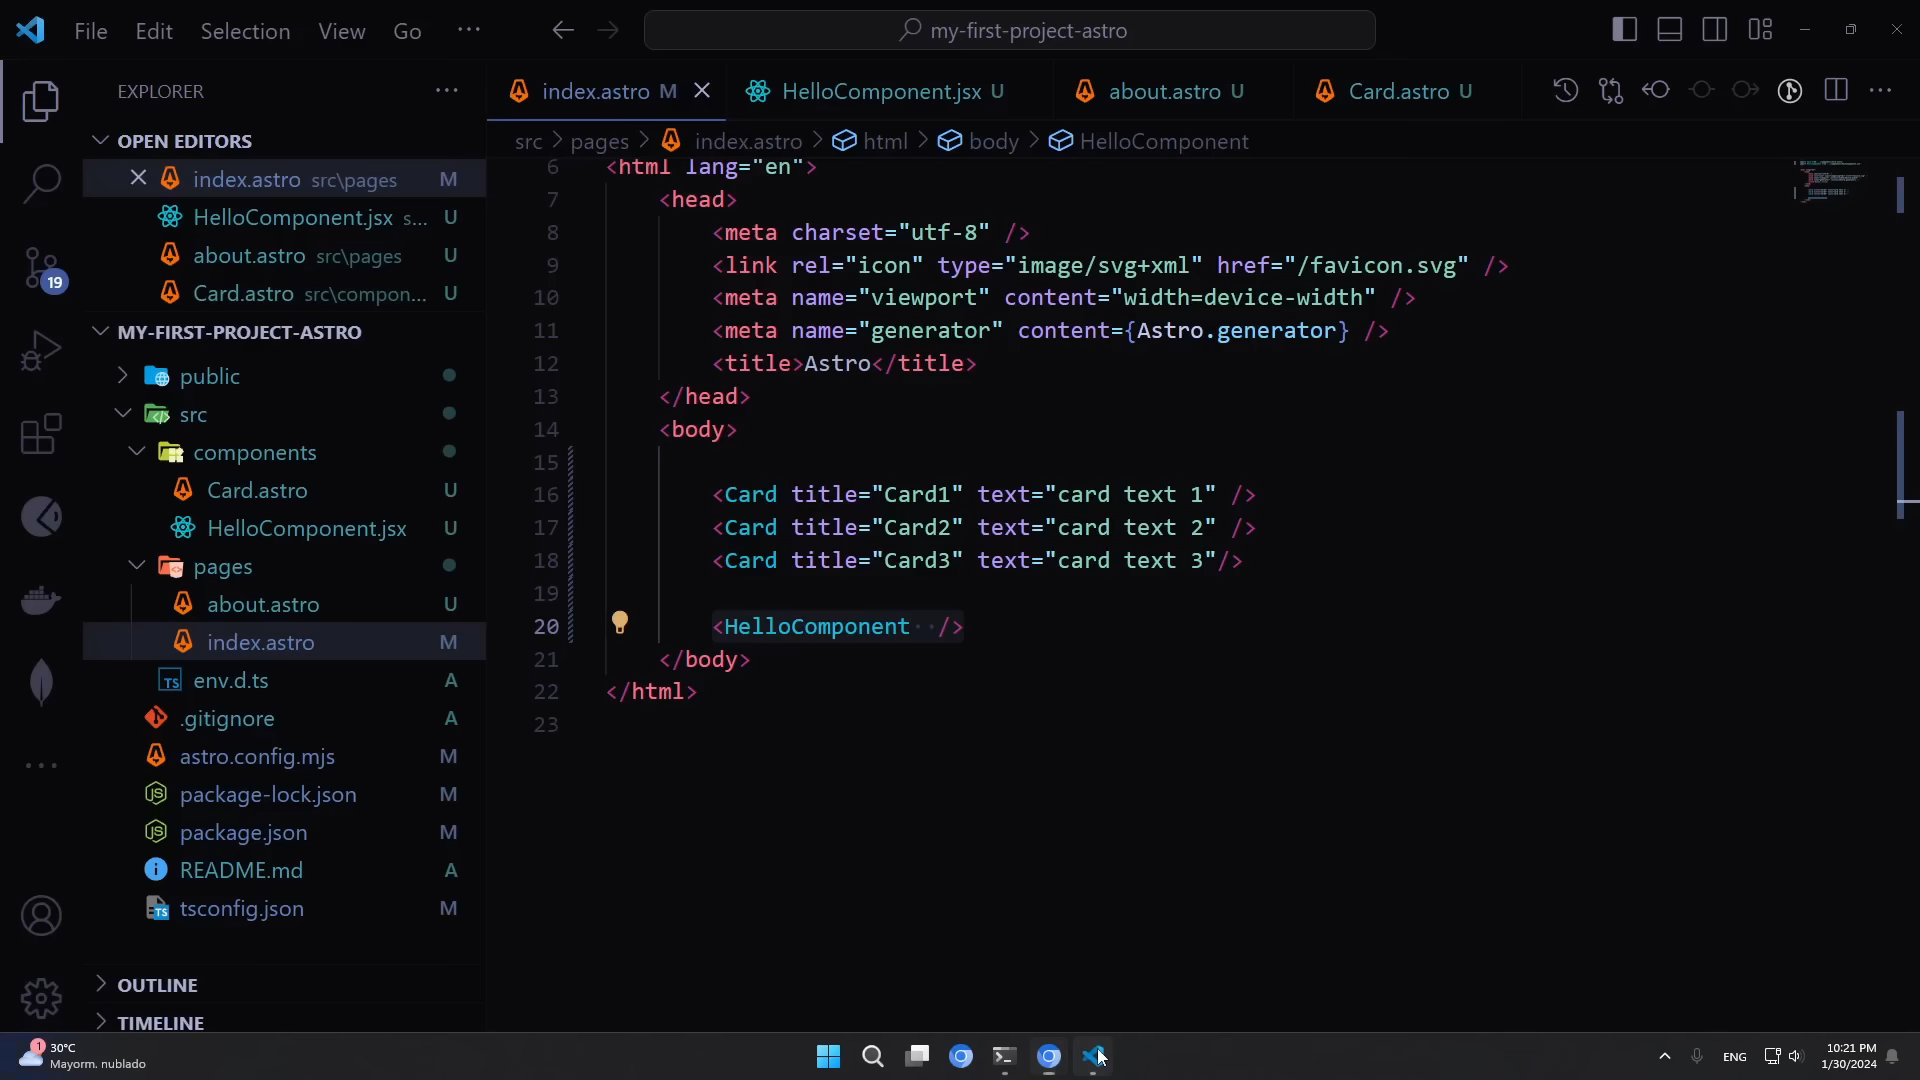 File Edit Selection View Go ··· my-first-project-astro
EXPLORER ···
OPEN EDITORS
index.astro src\pages M
HelloComponent.jsx s... U
about.astro src\pages U
Card.astro src\compon... U
MY-FIRST-PROJECT-ASTRO
public
src
components
Card.astro U
HelloComponent.jsx U
pages
about.astro U
index.astro M
TS env.d.ts A
.gitignore A
astro.config.mjs M
JS package-lock.json M
JS package.json M
README.md A
TS tsconfig.json M
OUTLINE
TIMELINE
19
index.astro M HelloComponent.jsx U about.astro U Card.astro U
src > pages > index.astro > html > body > HelloComponent
6 <html lang="en">
7 <head>
8 <meta charset="utf-8" />
9 <link rel="icon" type="image/svg+xml" href="/favicon.svg" />
10 <meta name="viewport" content="width=device-width" />
11 <meta name="generator" content={Astro.generator} />
12 <title>Astro</title>
13 </head>
14 <body>
15
16 <Card title="Card1" text="card text 1" />
17 <Card title="Card2" text="card text 2" />
18 <Card title="Card3" text="card text 3"/>
19
20 <HelloComponent ·· />
21 </body>
22 </html>
23
1 30°C
Mayorm. nublado
ENG
10:21 PM
1/30/2024